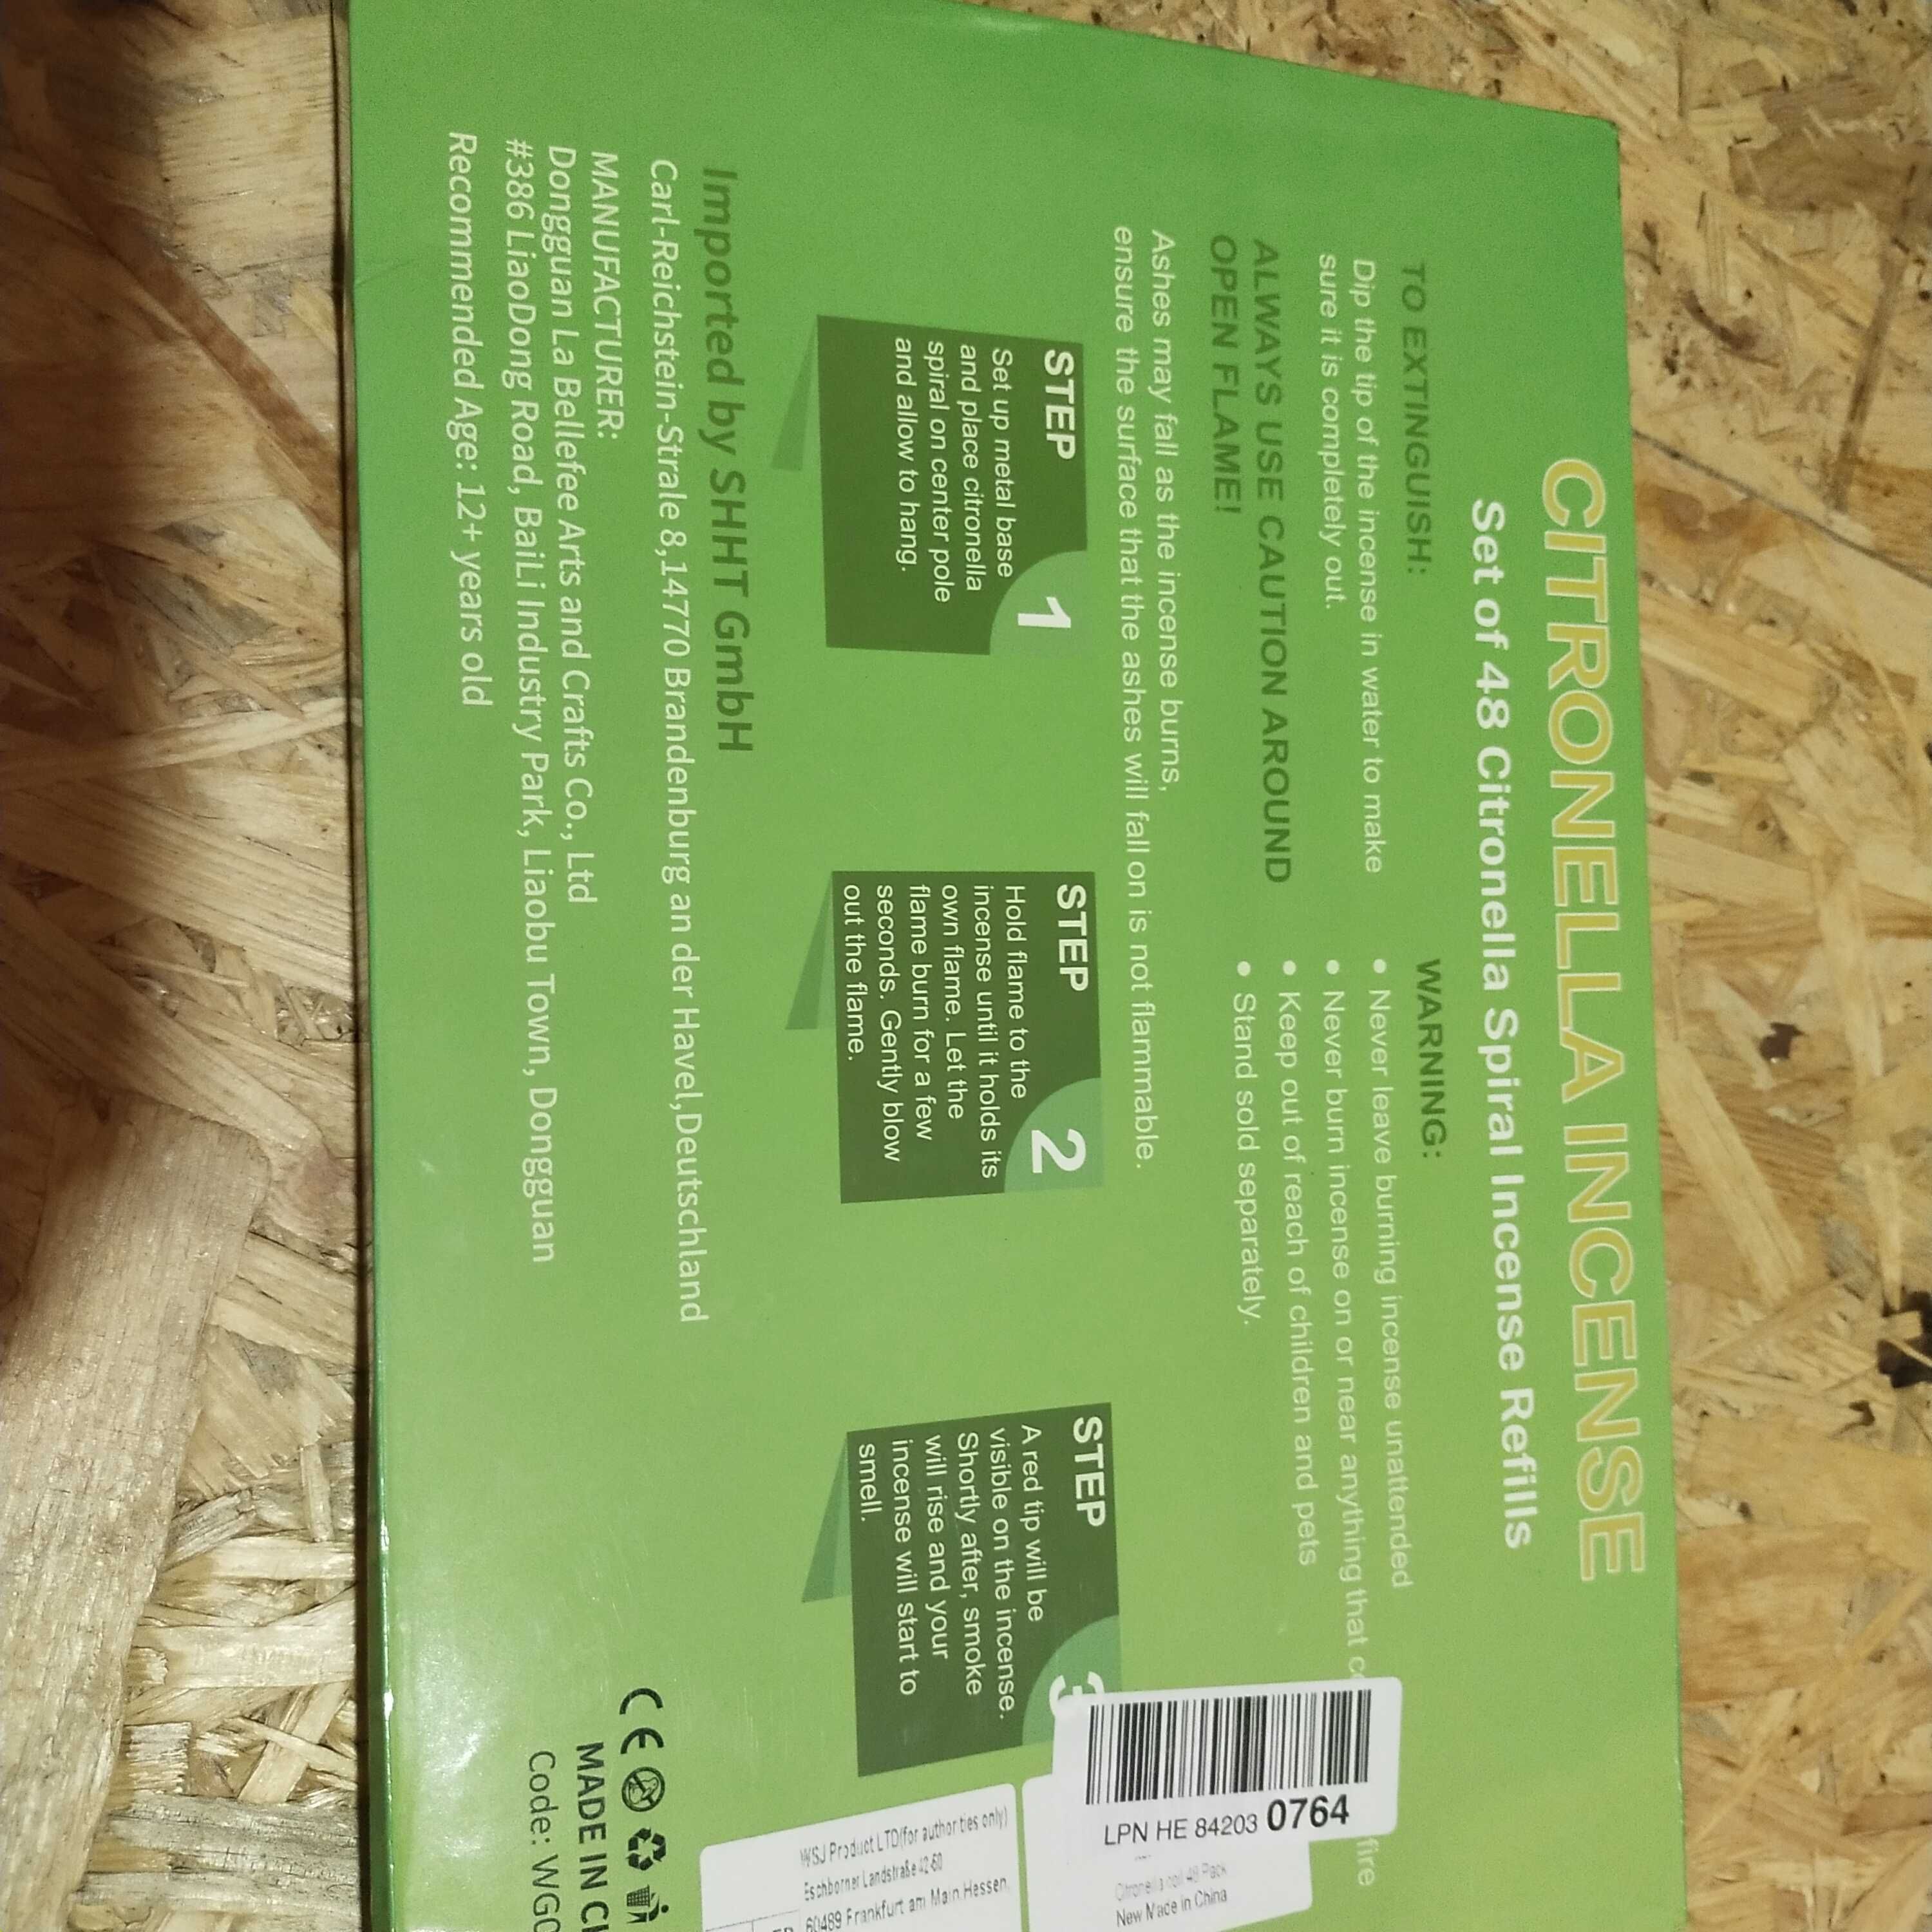 CITRONELLA INCENSE
Set of 48 Citronella Spiral Incense Refills
TO EXTINGUISH:
Dip the tip of the incense in water to make
sure it is completely out.
ALWAYS USE CAUTION AROUND
OPEN FLAME!
WARNING:
• Never leave burning incense unattended
• Never burn incense on or near anything that c fire
• Keep out of reach of children and pets
• Stand sold separately.
Ashes may fall as the incense burns,
ensure the surface that the ashes will fall on is not flammable.
STEP 1
Set up metal base
and place citronella
spiral on center pole
and allow to hang.
STEP 2
Hold flame to the
incense until it holds its
own flame. Let the
flame burn for a few
seconds. Gently blow
out the flame.
STEP 3
A red tip will be
visible on the incense.
Shortly after, smoke
will rise and your
incense will start to
smell.
Imported by SHHT GmbH
Carl-Reichstein-Strale 8,14770 Brandenburg an der Havel,Deutschland
MANUFACTURER:
Dongguan La Bellefee Arts and Crafts Co., Ltd
#386 LiaoDong Road, BaiLi Industry Park, Liaobu Town, Dongguan
Recommended Age: 12+ years old
CE
MADE IN
Code:
LPN HE 84203 0764
Citronella coil 48 Pack
New Made in China
WSJ Product LTD(for authorities only)
Eschborner Landstraße 42-60
60489 Frankfurt am Main Hessen,